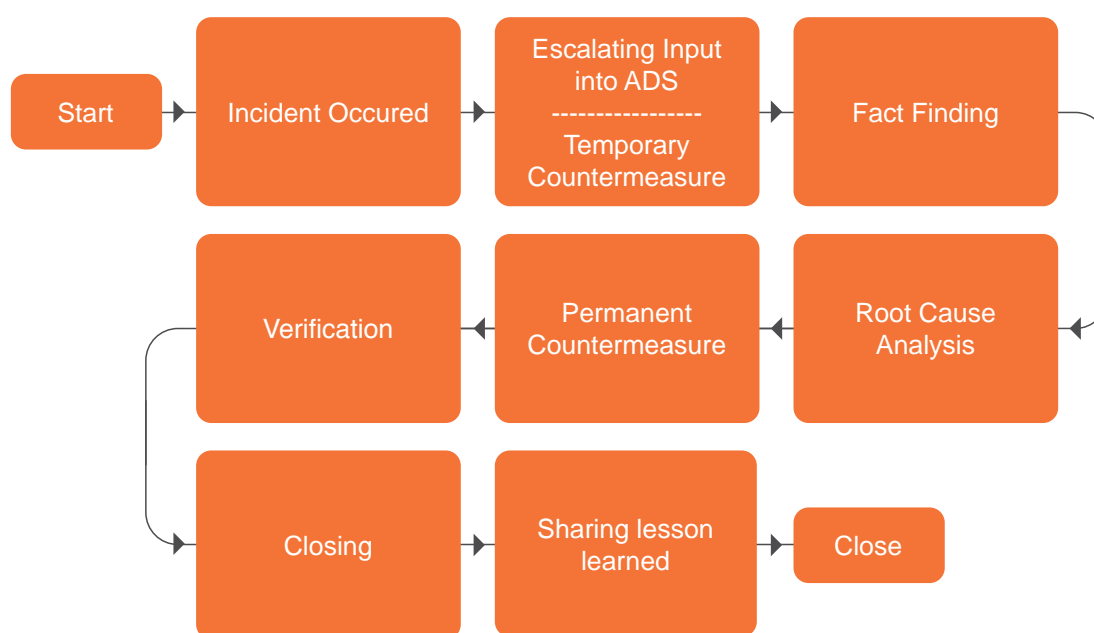 Start
Incident Occured
Escalating Input
into ADS
-----------------
Temporary
Countermeasure
Fact Finding
Root Cause
Analysis
Permanent
Countermeasure
Verification
Closing
Sharing lesson
learned
Close